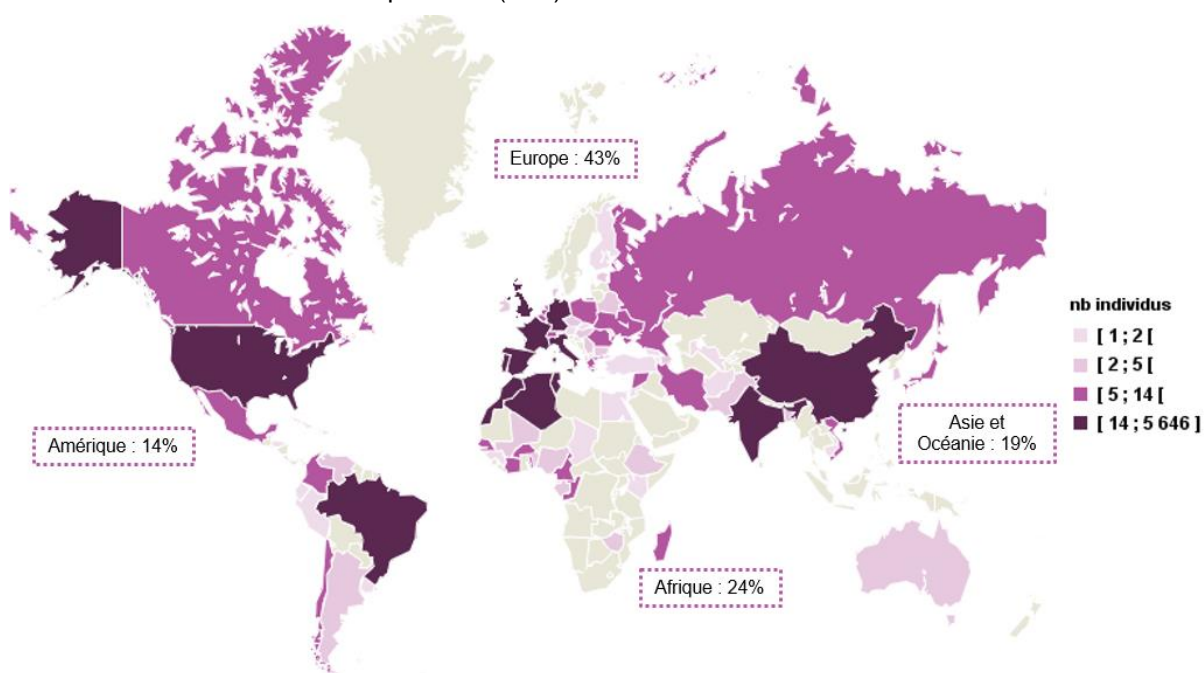 Europe : 43%
nb individus
[ 1 ; 2 [
[ 2 ; 5 [
[ 5 ; 14 [
[ 14 ; 5 646 ]
Amérique : 14%
Asie et
Océanie : 19%
Afrique : 24%